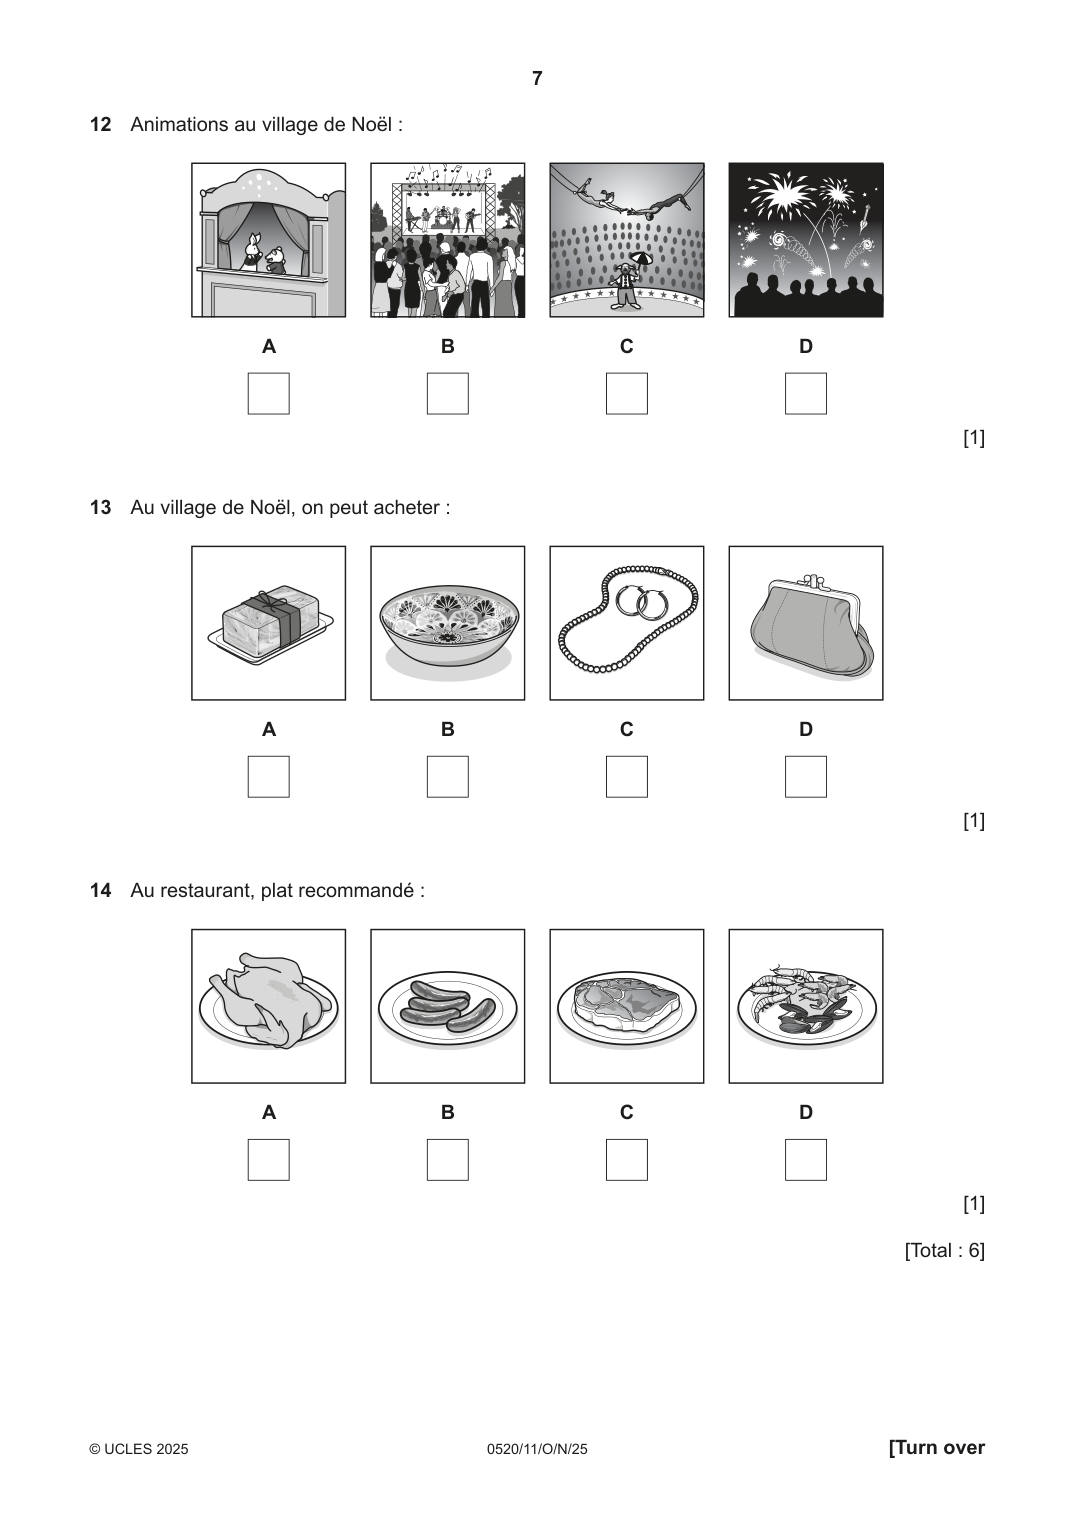 7
12 Animations au village de Noël :
A B C D
[1]
13 Au village de Noël, on peut acheter :
A B C D
[1]
14 Au restaurant, plat recommandé :
A B C D
[1]
[Total : 6]
© UCLES 2025 0520/11/O/N/25 [Turn over